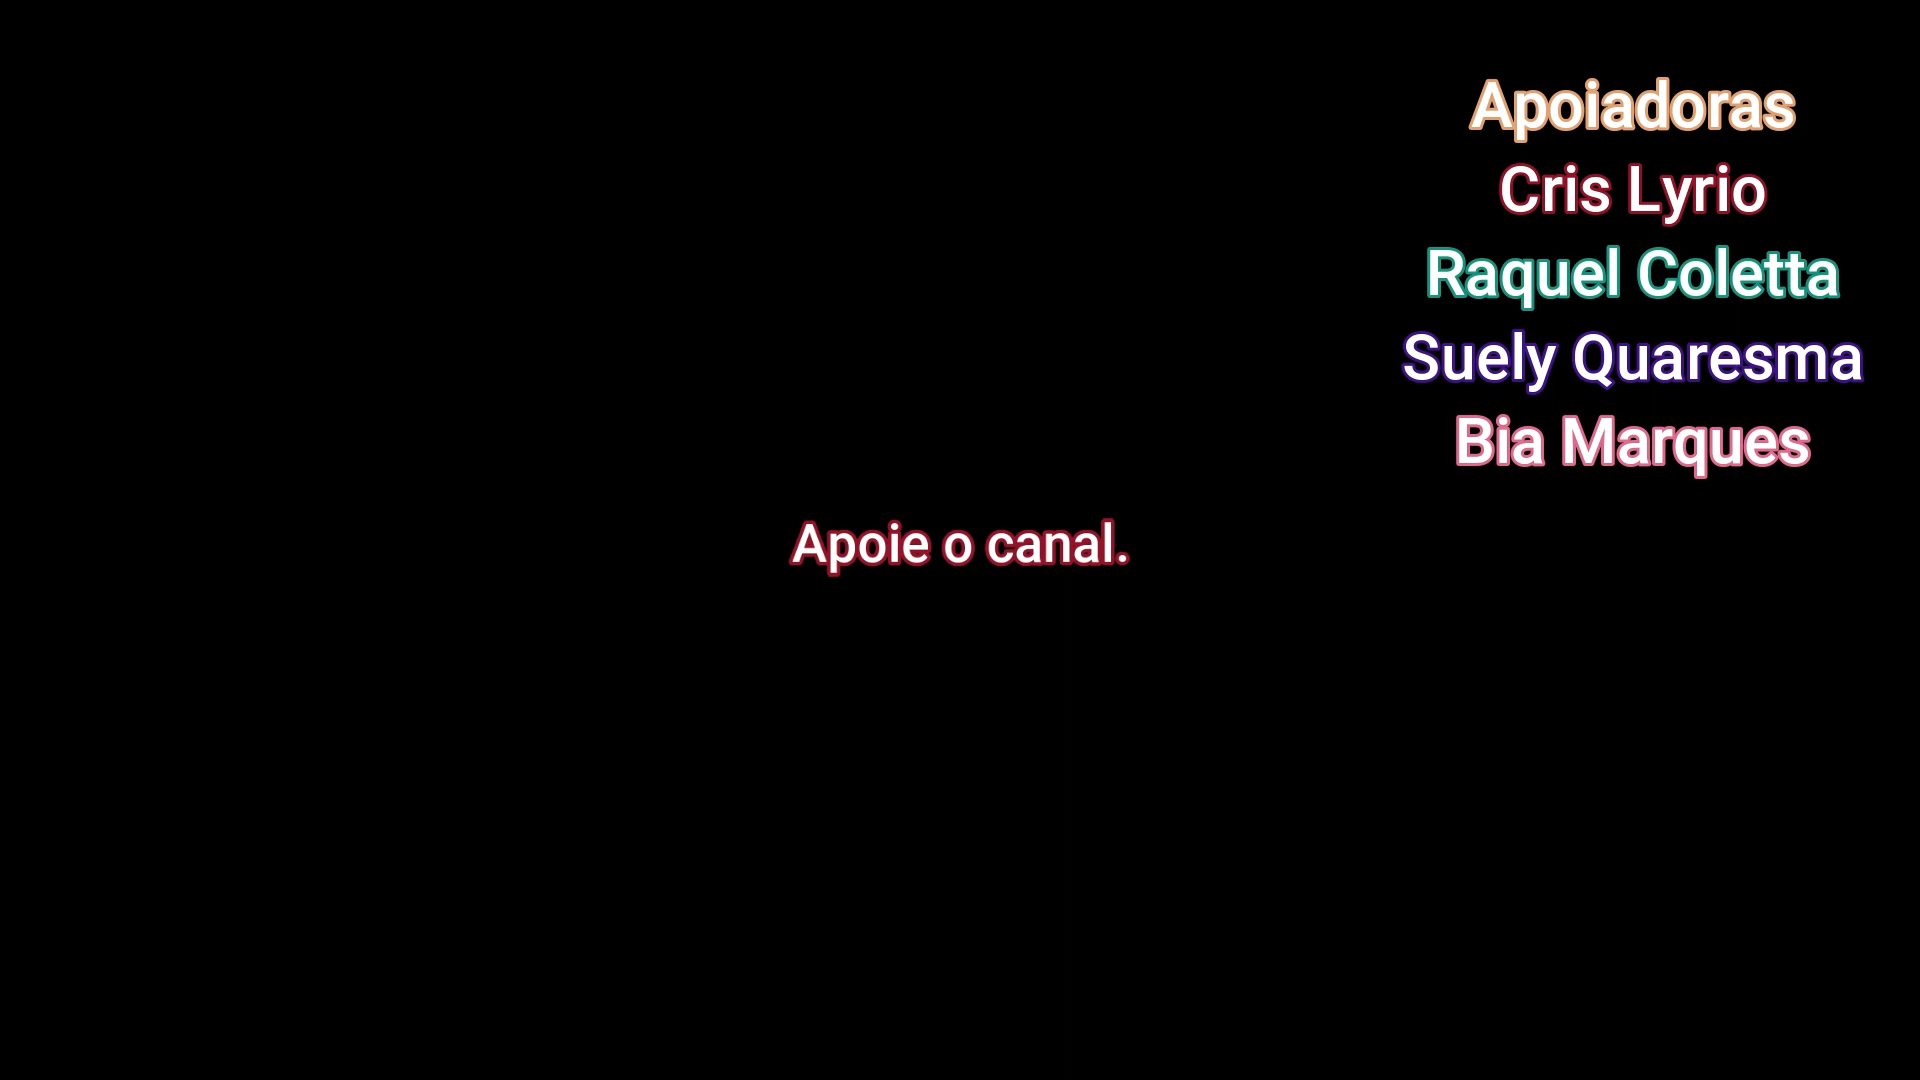 Apoiadoras
Cris Lyrio
Raquel Coletta
Suely Quaresma
Bia Marques
Apoie o canal.